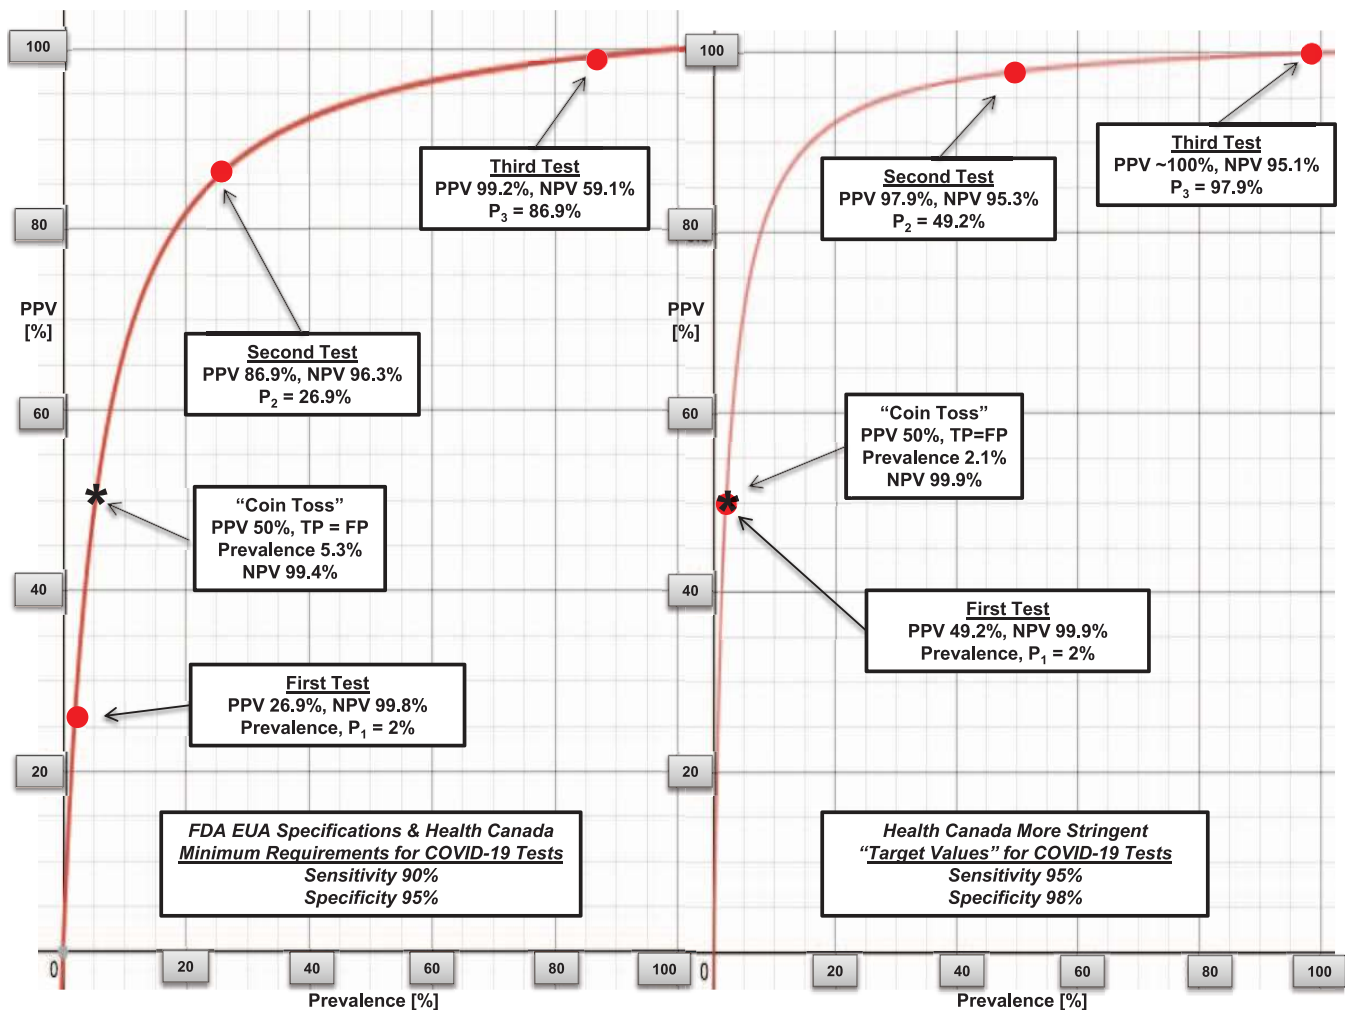 100
80
60
40
20
0
PPV
[%]
Third Test
PPV 99.2%, NPV 59.1%
P3 = 86.9%
Second Test
PPV 86.9%, NPV 96.3%
P2 = 26.9%
“Coin Toss”
PPV 50%, TP = FP
Prevalence 5.3%
NPV 99.4%
First Test
PPV 26.9%, NPV 99.8%
Prevalence, P1 = 2%
FDA EUA Specifications & Health Canada
Minimum Requirements for COVID-19 Tests
Sensitivity 90%
Specificity 95%
20
40
60
80
100
Prevalence [%]
100
80
60
40
20
0
PPV
[%]
Third Test
PPV ~100%, NPV 95.1%
P3 = 97.9%
Second Test
PPV 97.9%, NPV 95.3%
P2 = 49.2%
“Coin Toss”
PPV 50%, TP=FP
Prevalence 2.1%
NPV 99.9%
First Test
PPV 49.2%, NPV 99.9%
Prevalence, P1 = 2%
Health Canada More Stringent
“Target Values” for COVID-19 Tests
Sensitivity 95%
Specificity 98%
20
40
60
80
100
Prevalence [%]